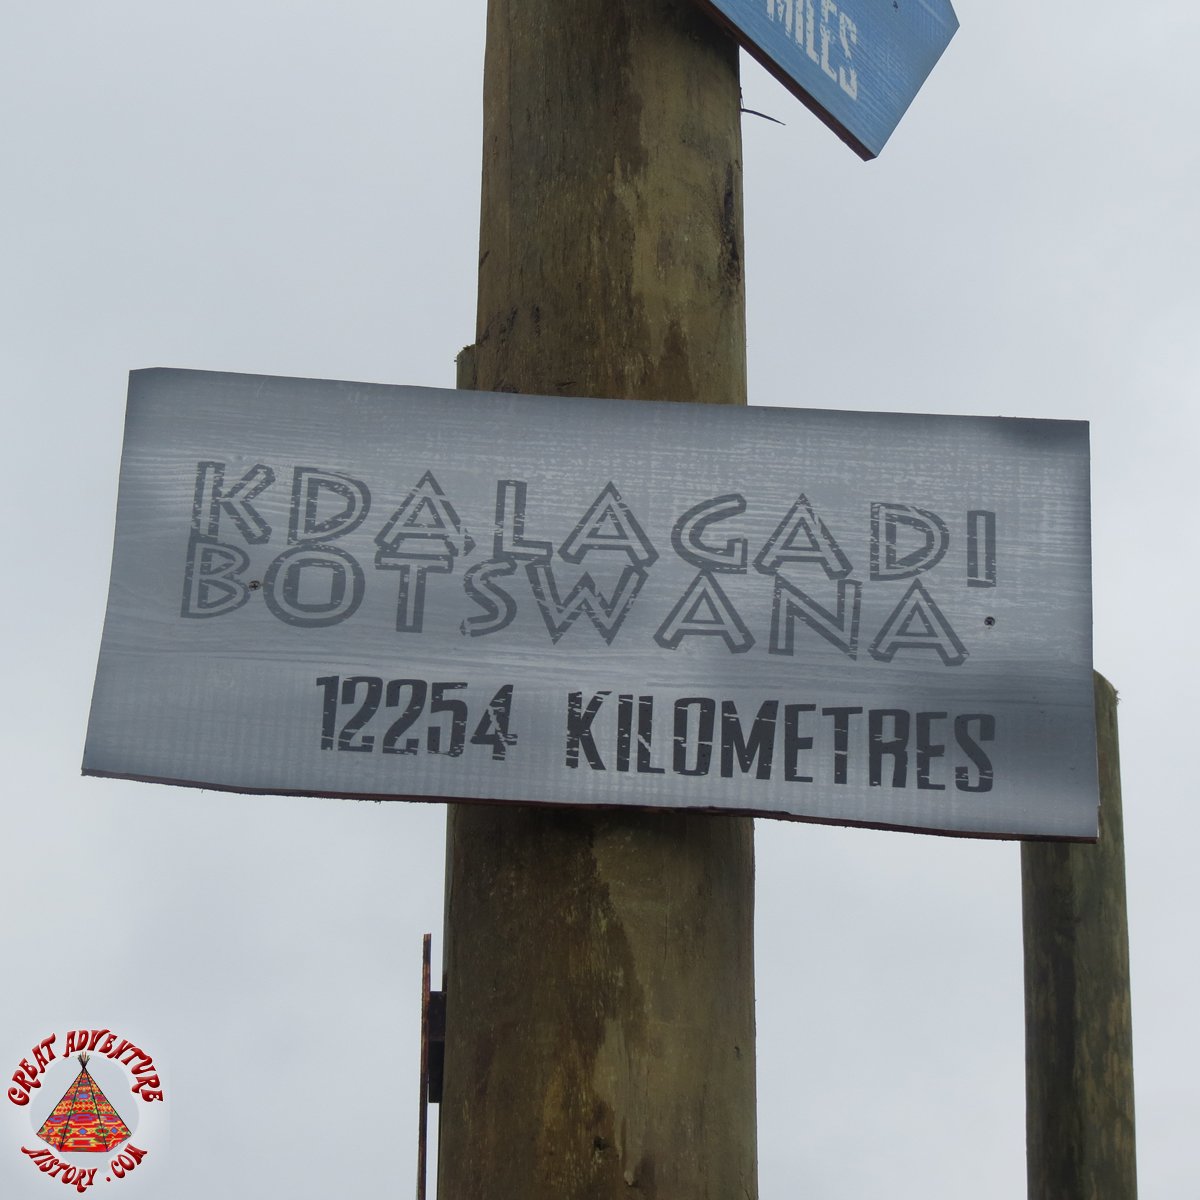 MILES
KDALAGADI
BOTSWANA
12254 KILOMETRES
GREAT ADVENTURE
HISTORY.COM